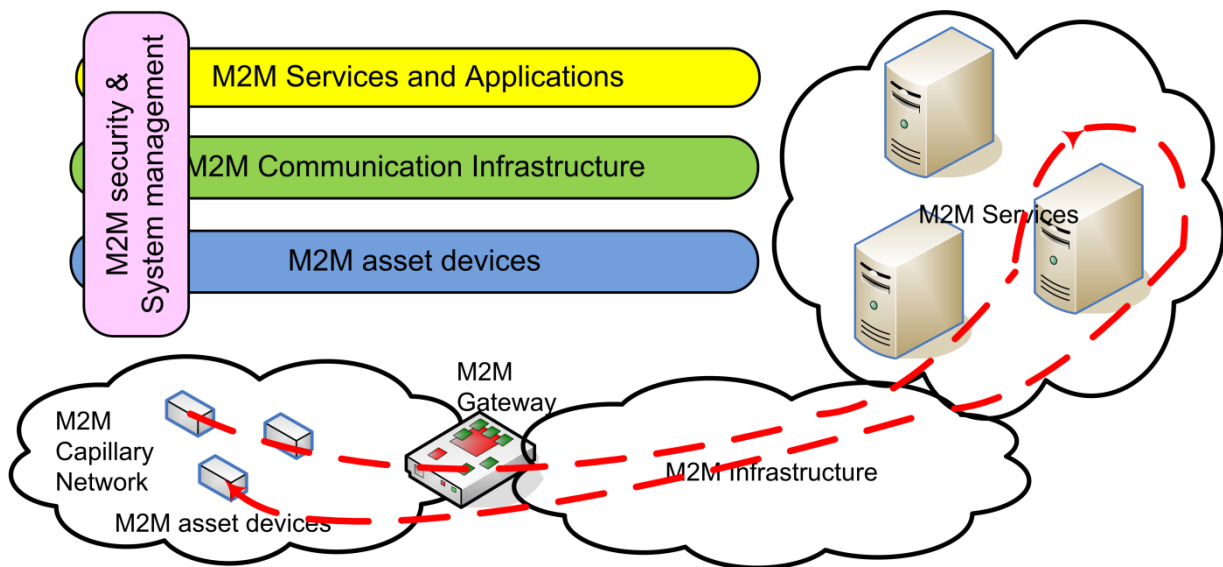 M2M security &
System management
M2M Services and Applications
M2M Communication Infrastructure
M2M asset devices
M2M Services
M2M
Gateway
M2M
Capillary
Network
M2M asset devices
M2M Infrastructure